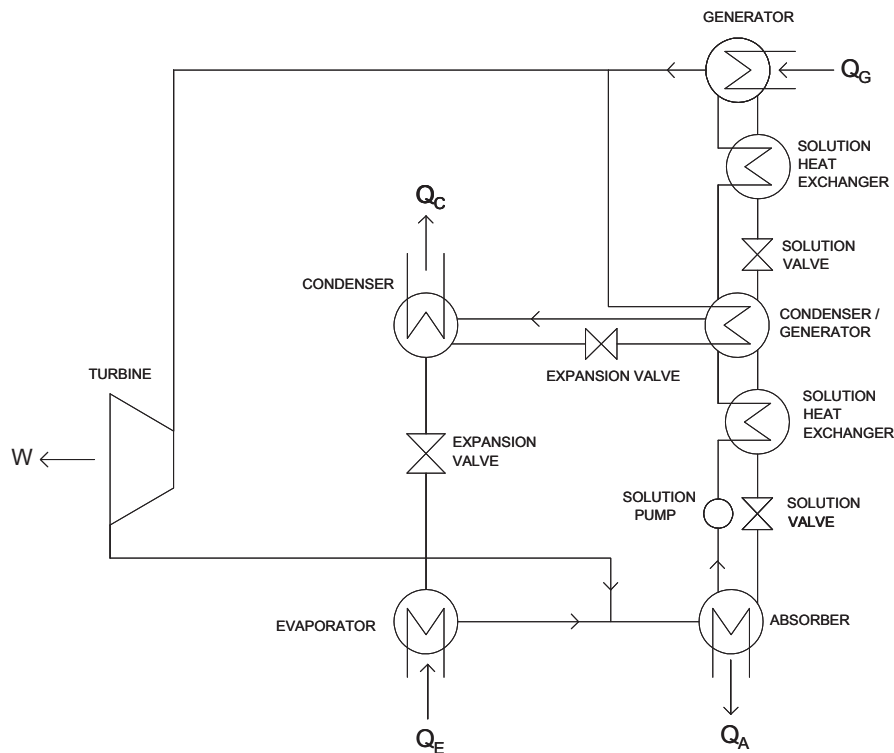 GENERATOR
Q_G
SOLUTION
HEAT
EXCHANGER
Q_C
SOLUTION
VALVE
CONDENSER
CONDENSER /
GENERATOR
EXPANSION VALVE
TURBINE
SOLUTION
HEAT
EXCHANGER
EXPANSION
VALVE
W
SOLUTION
PUMP
SOLUTION
VALVE
EVAPORATOR
ABSORBER
Q_E
Q_A